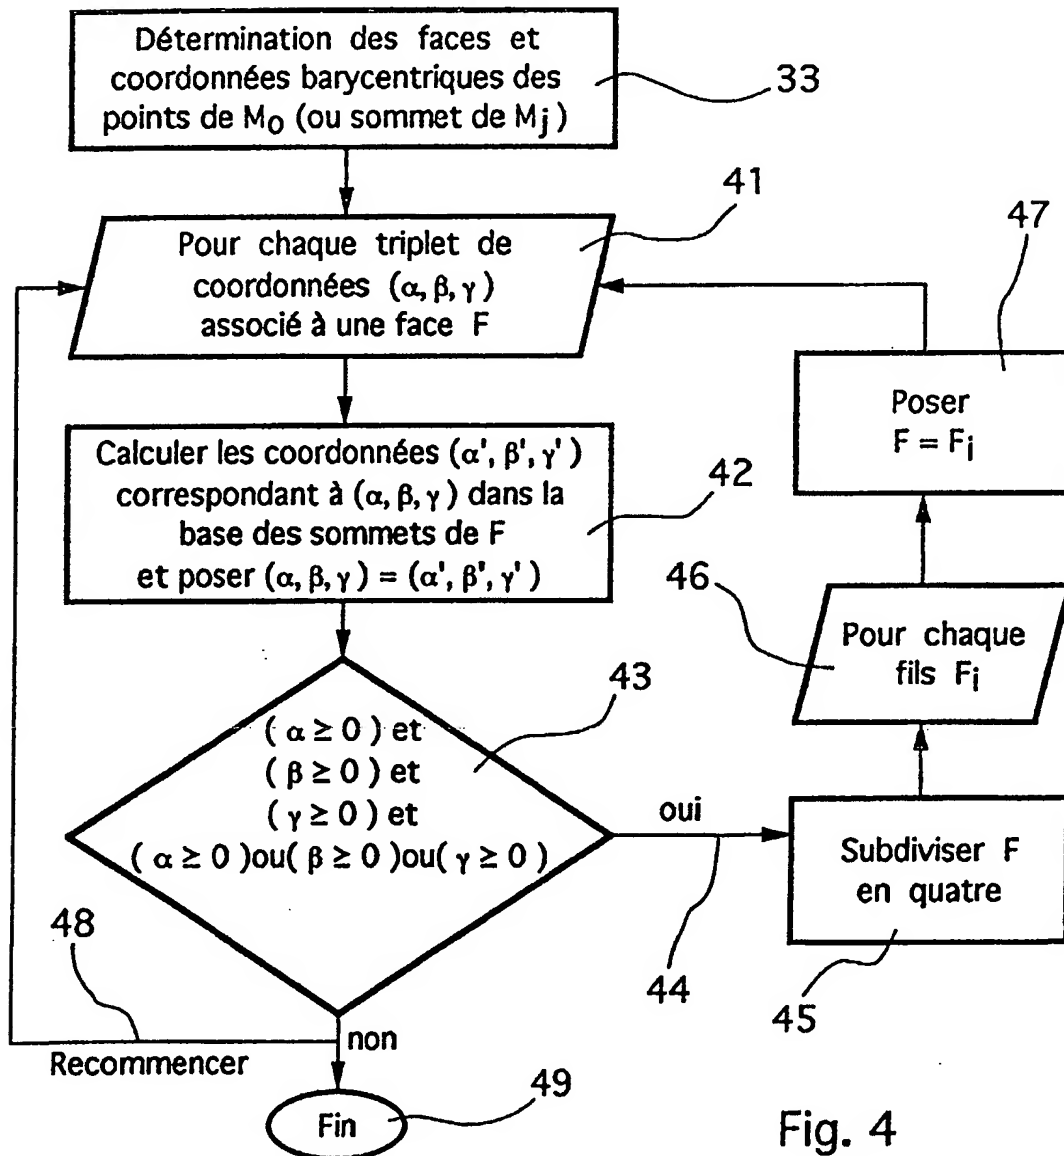 Détermination des faces et
coordonnées barycentriques des
points de M0 (ou sommet de Mj)
33
41
Pour chaque triplet de
coordonnées (α, β, γ)
associé à une face F
47
Poser
F = Fi
Calculer les coordonnées (α', β', γ')
correspondant à (α, β, γ) dans la
base des sommets de F
et poser (α, β, γ) = (α', β', γ')
42
46
Pour chaque
fils Fi
43
( α ≥ 0 ) et
( β ≥ 0 ) et
( γ ≥ 0 ) et
( α ≥ 0 )ou( β ≥ 0 )ou( γ ≥ 0 )
oui
44
Subdiviser F
en quatre
45
48
Recommencer
non
Fin
49
Fig. 4